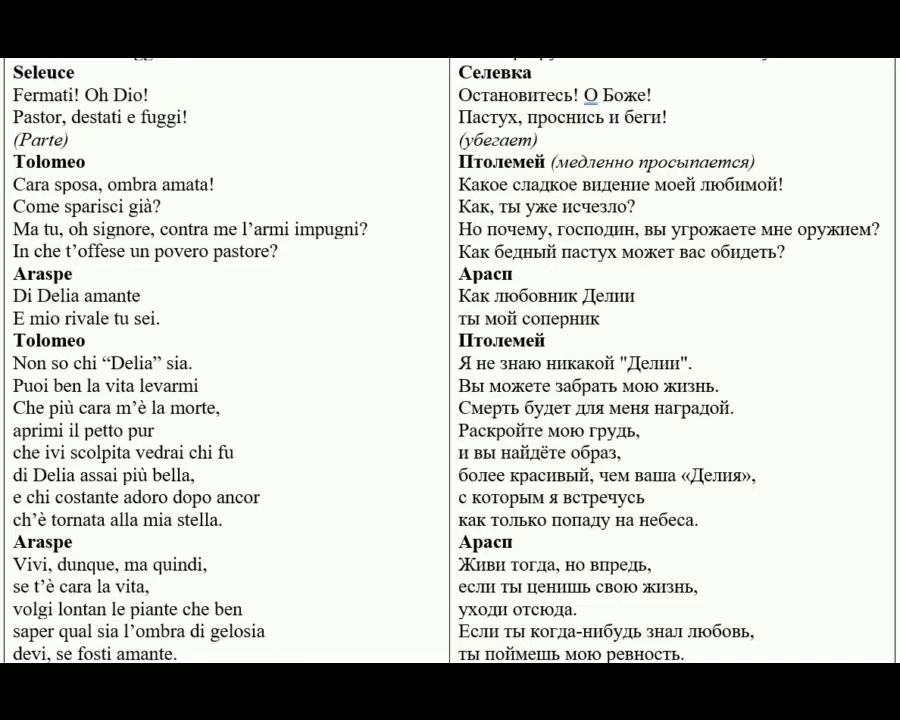 Seleuce
Fermati! Oh Dio!
Pastor, destati e fuggi!
(Parte)
Tolomeo
Cara sposa, ombra amata!
Come sparisci già?
Ma tu, oh signore, contra me l’armi impugni?
In che t’offese un povero pastore?
Araspe
Di Delia amante
E mio rivale tu sei.
Tolomeo
Non so chi “Delia” sia.
Puoi ben la vita levarmi
Che più cara m’è la morte,
aprimi il petto pur
che ivi scolpita vedrai chi fu
di Delia assai più bella,
e chi costante adoro dopo ancor
ch’è tornata alla mia stella.
Araspe
Vivi, dunque, ma quindi,
se t’è cara la vita,
volgi lontan le piante che ben
saper qual sia l’ombra di gelosia
devi, se fosti amante.
Селевка
Остановитесь! О Боже!
Пастух, проснись и беги!
(убегает)
Птолемей (медленно просыпается)
Какое сладкое видение моей любимой!
Как, ты уже исчезло?
Но почему, господин, вы угрожаете мне оружием?
Как бедный пастух может вас обидеть?
Арасп
Как любовник Делии
ты мой соперник
Птолемей
Я не знаю никакой "Делии".
Вы можете забрать мою жизнь.
Смерть будет для меня наградой.
Раскройте мою грудь,
и вы найдёте образ,
более красивый, чем ваша «Делия»,
с которым я встречусь
как только попаду на небеса.
Арасп
Живи тогда, но впредь,
если ты ценишь свою жизнь,
уходи отсюда.
Если ты когда-нибудь знал любовь,
ты поймешь мою ревность.